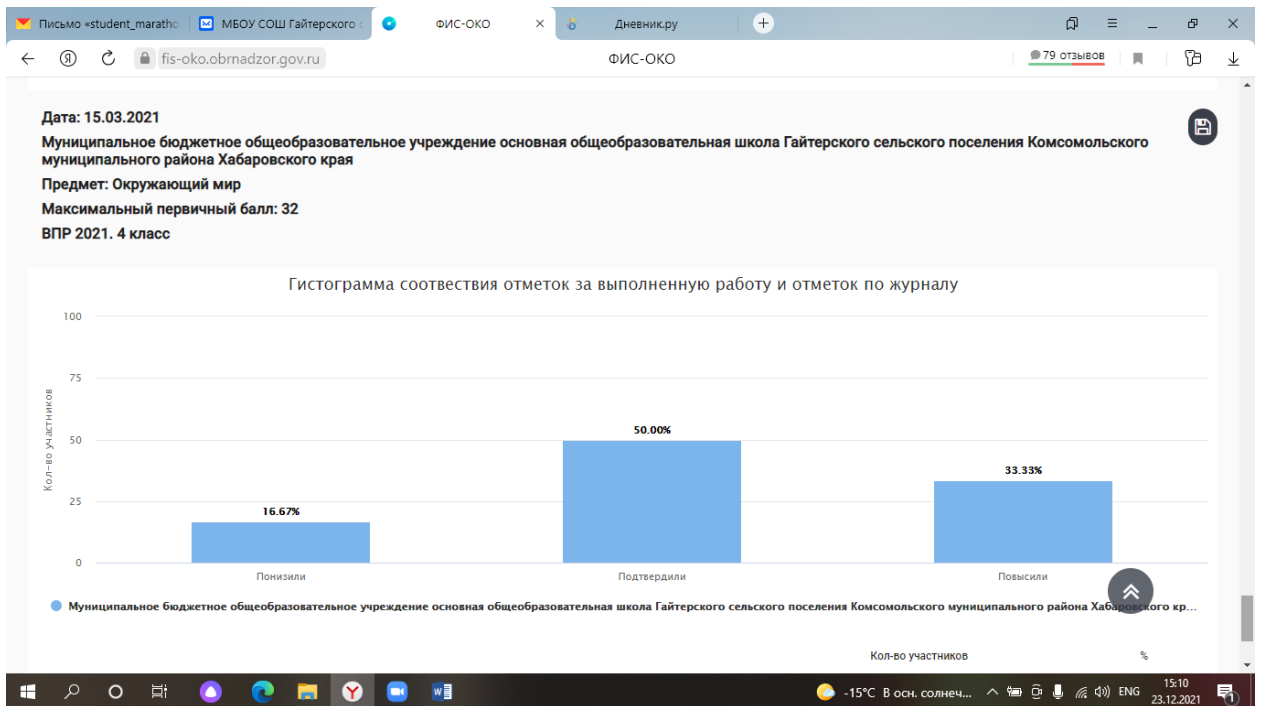 Письмо «student_maratho
МБОУ СОШ Гайтерского с
ФИС-ОКО
Дневник.ру
fis-oko.obrnadzor.gov.ru
ФИС-ОКО
79 отзывов
Дата: 15.03.2021
Муниципальное бюджетное общеобразовательное учреждение основная общеобразовательная школа Гайтерского сельского поселения Комсомольского
муниципального района Хабаровского края
Предмет: Окружающий мир
Максимальный первичный балл: 32
ВПР 2021. 4 класс
Гистограмма соотвествия отметок за выполненную работу и отметок по журналу
Кол-во участников
100
75
50
25
0
16.67%
50.00%
33.33%
Понизили
Подтвердили
Повысили
Муниципальное бюджетное общеобразовательное учреждение основная общеобразовательная школа Гайтерского сельского поселения Комсомольского муниципального района Хабаровского кр...
Кол-во участников
%
-15°C В осн. солнеч...
ENG
15:10
23.12.2021